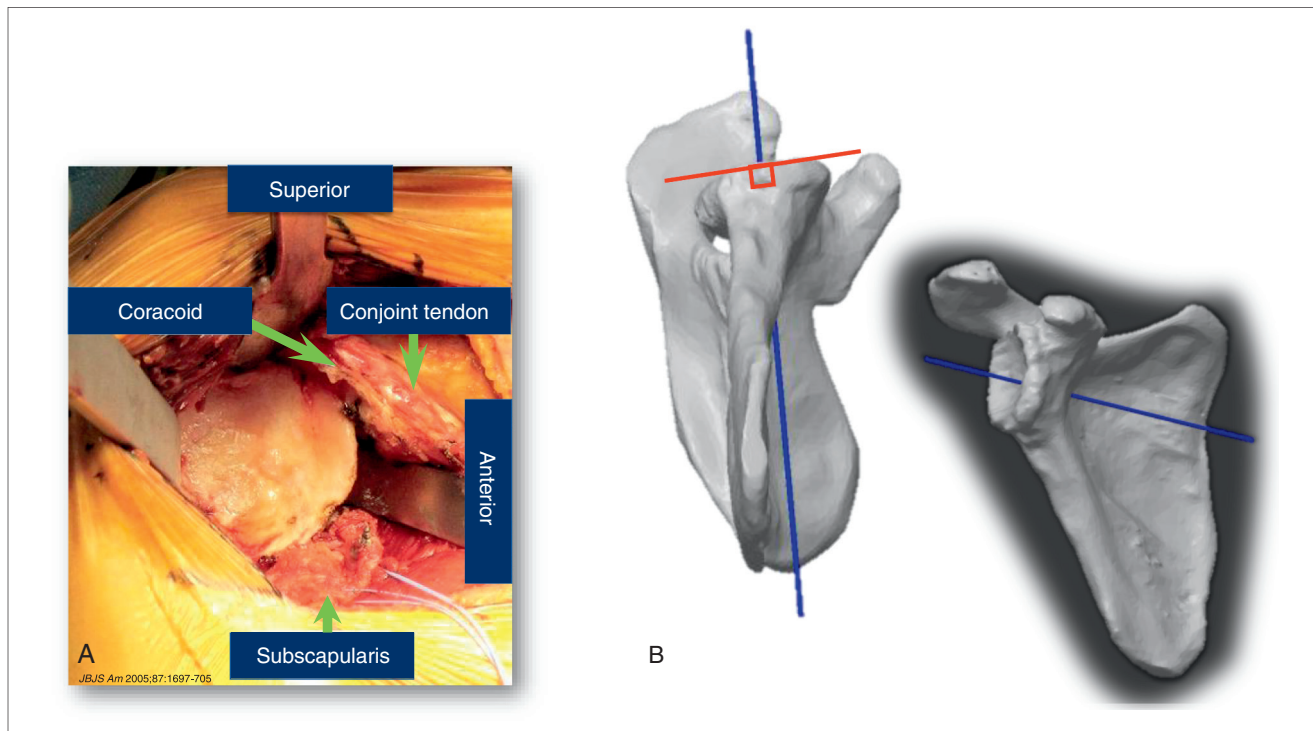 Superior
Coracoid
Conjoint tendon
Anterior
Subscapularis
A
JBJS Am 2005;87:1697-705
B